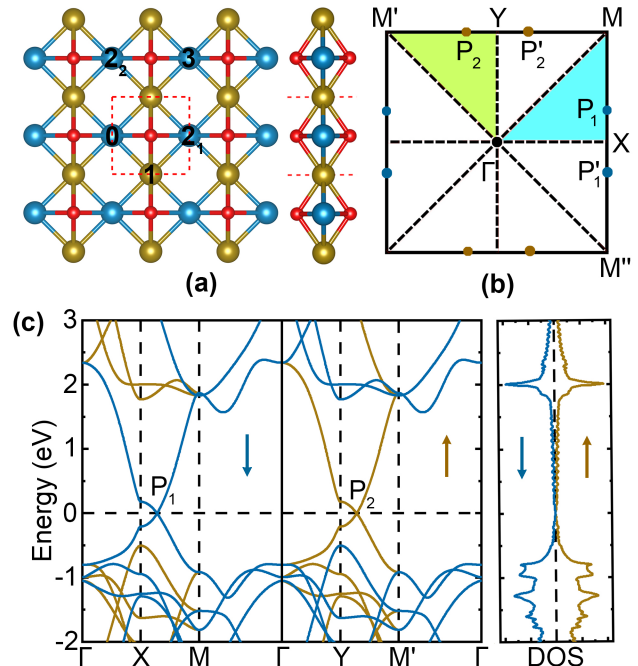 2₂ 3
0 2₁
1
(a)
M' Y M
P₂ P'₂
P₁
X
Γ
P'₁
M''
(b)
(c)
Energy (eV)
3
2
1
0
-1
-2
P₁
P₂
Γ X M Γ Y M' Γ
DOS